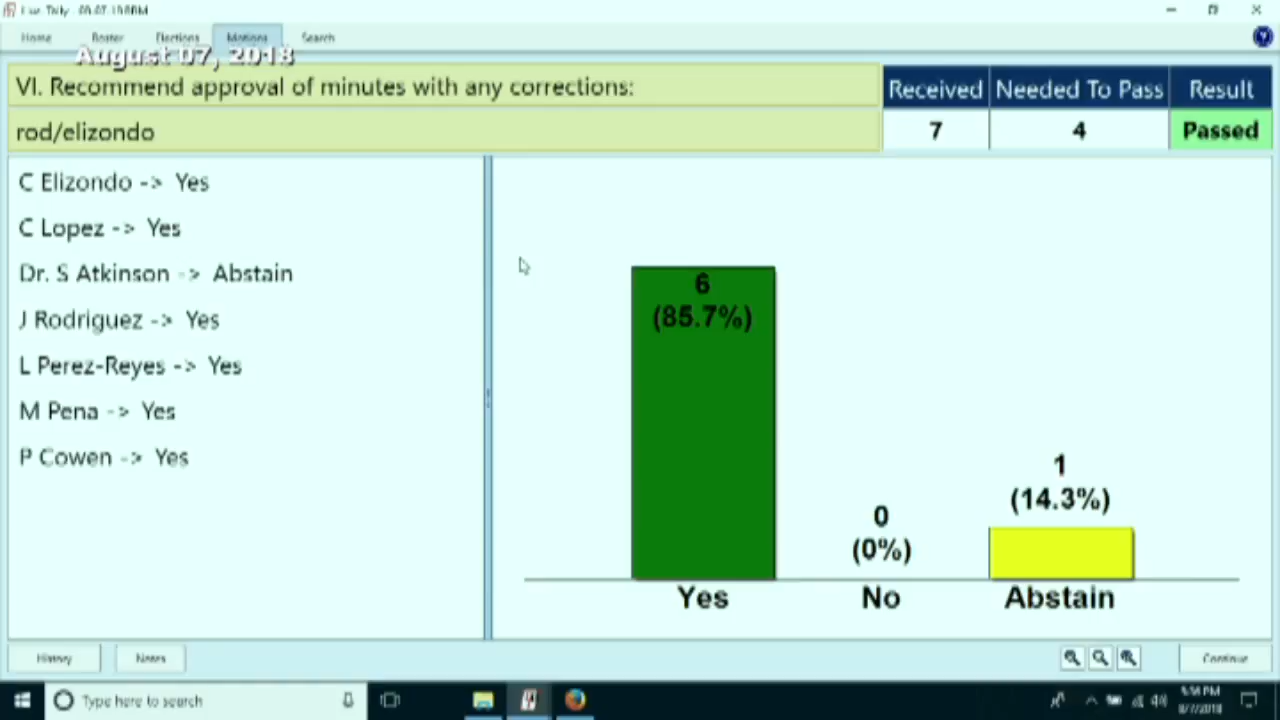 Home Roster Elections Motions Search
August 07, 2018
VI. Recommend approval of minutes with any corrections:
rod/elizondo
Received Needed To Pass Result
7 4 Passed
C Elizondo -> Yes
C Lopez -> Yes
Dr. S Atkinson -> Abstain
J Rodriguez -> Yes
L Perez-Reyes -> Yes
M Pena -> Yes
P Cowen -> Yes
6
(85.7%)
0
(0%)
1
(14.3%)
Yes No Abstain
History Notes Continue
Type here to search
8/7/2018